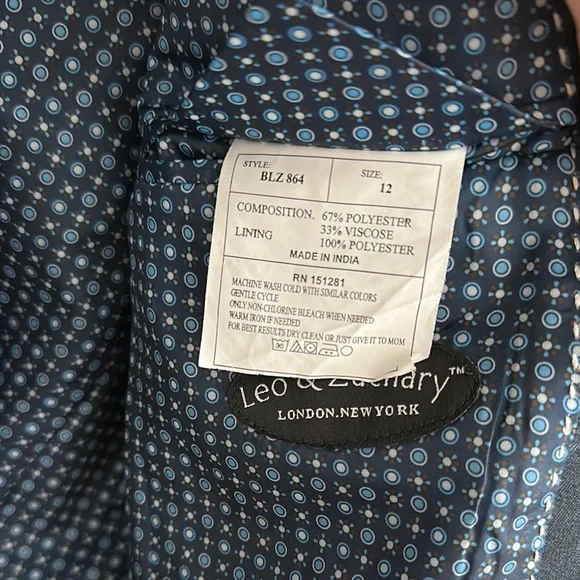 STYLE: SIZE:
BLZ 864 12
COMPOSITION. 67% POLYESTER
33% VISCOSE
LINING 100% POLYESTER
MADE IN INDIA
RN 151281
MACHINE WASH COLD WITH SIMILAR COLORS
GENTLE CYCLE
ONLY NON-CHLORINE BLEACH WHEN NEEDED
WARM IRON IF NEEDED
FOR BEST RESULTS DRY CLEAN OR JUST GIVE IT TO MOM
Leo & Zachary™
LONDON.NEW YORK